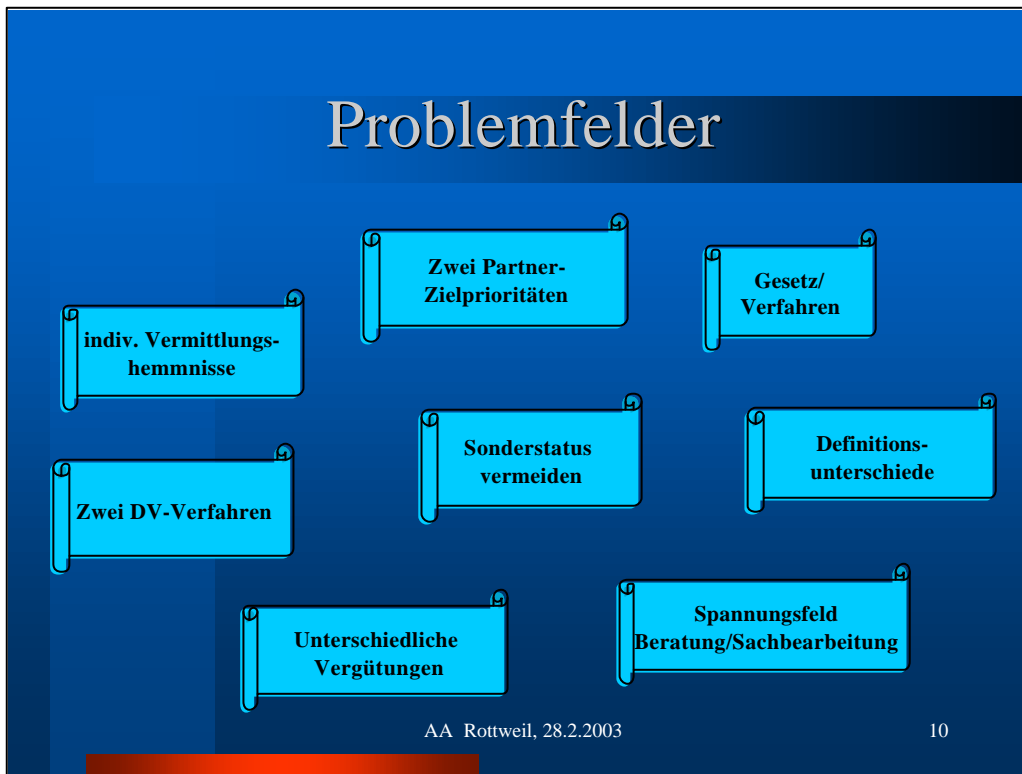 Problemfelder
Zwei Partner-
Zielprioritäten
Gesetz/
Verfahren
indiv. Vermittlungs-
hemmnisse
Sonderstatus
vermeiden
Definitions-
unterschiede
Zwei DV-Verfahren
Unterschiedliche
Vergütungen
Spannungsfeld
Beratung/Sachbearbeitung
AA Rottweil, 28.2.2003
10